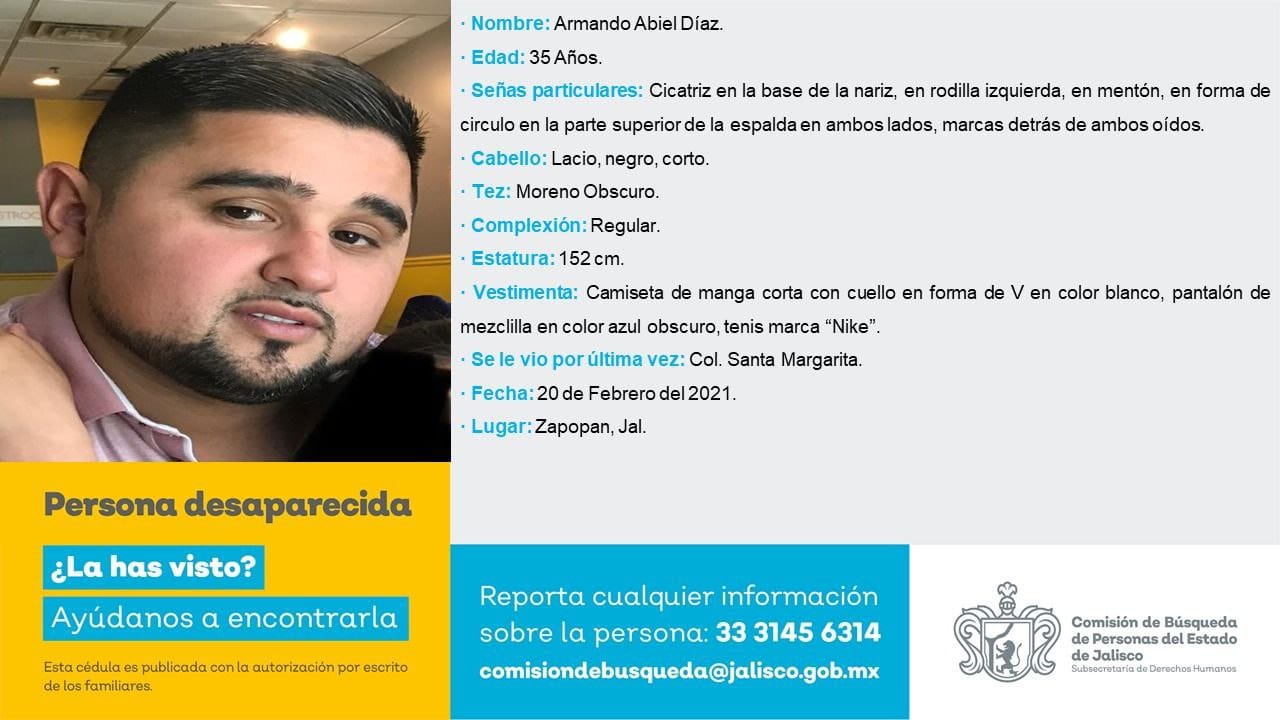 · Nombre: Armando Abiel Díaz.
· Edad: 35 Años.
· Señas particulares: Cicatriz en la base de la nariz, en rodilla izquierda, en mentón, en forma de
circulo en la parte superior de la espalda en ambos lados, marcas detrás de ambos oídos.
· Cabello: Lacio, negro, corto.
· Tez: Moreno Obscuro.
· Complexión: Regular.
· Estatura: 152 cm.
· Vestimenta: Camiseta de manga corta con cuello en forma de V en color blanco, pantalón de
mezclilla en color azul obscuro, tenis marca “Nike”.
· Se le vio por última vez: Col. Santa Margarita.
· Fecha: 20 de Febrero del 2021.
· Lugar: Zapopan, Jal.
STROC
Persona desaparecida
¿La has visto?
Ayúdanos a encontrarla
Esta cédula es publicada con la autorización por escrito
de los familiares.
Reporta cualquier información
sobre la persona: 33 3145 6314
comisiondebusqueda@jalisco.gob.mx
Comisión de Búsqueda
de Personas del Estado
de Jalisco
Subsecretaría de Derechos Humanos